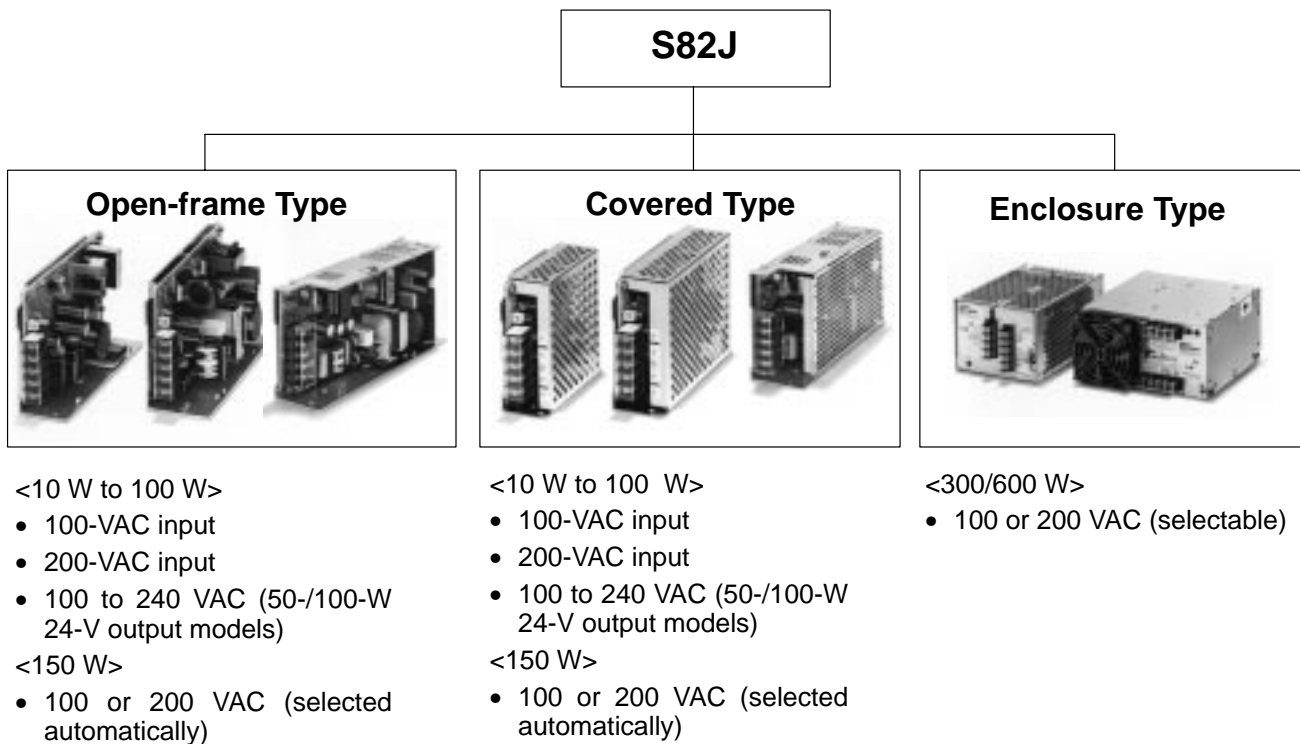 S82J
Open-frame Type
Covered Type
Enclosure Type
<10 W to 100 W>
• 100-VAC input
• 200-VAC input
• 100 to 240 VAC (50-/100-W
24-V output models)
<150 W>
• 100 or 200 VAC (selected
automatically)
<10 W to 100 W>
• 100-VAC input
• 200-VAC input
• 100 to 240 VAC (50-/100-W
24-V output models)
<150 W>
• 100 or 200 VAC (selected
automatically)
<300/600 W>
• 100 or 200 VAC (selectable)